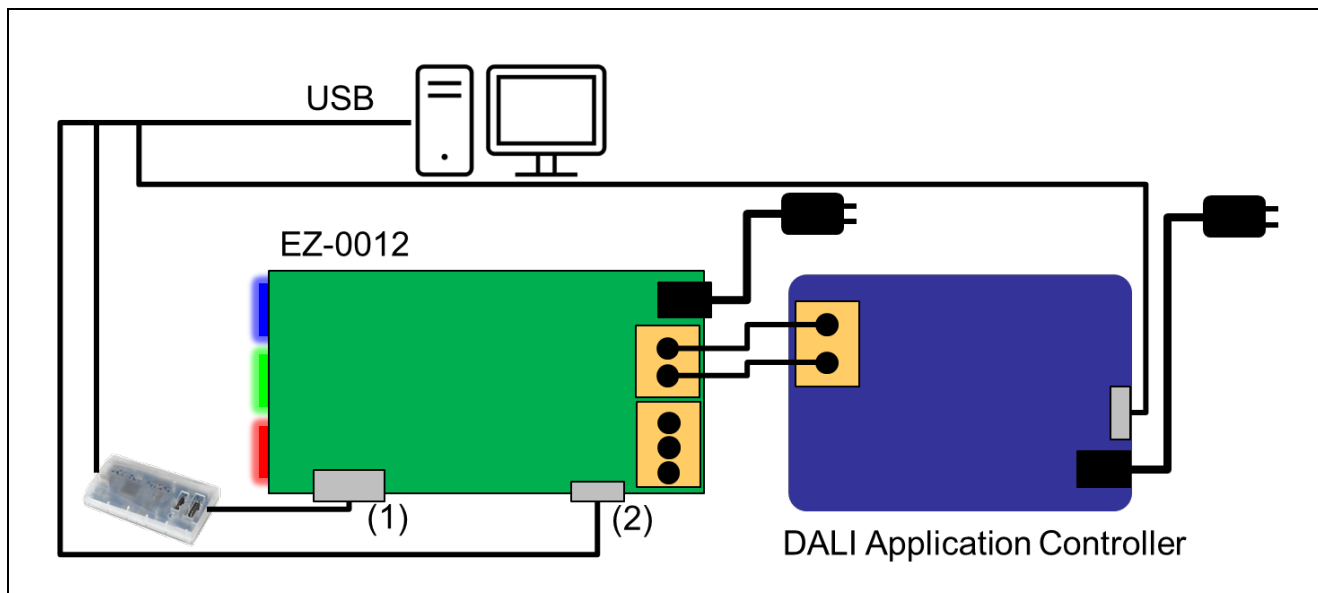 USB
EZ-0012
(1)
(2)
DALI Application Controller